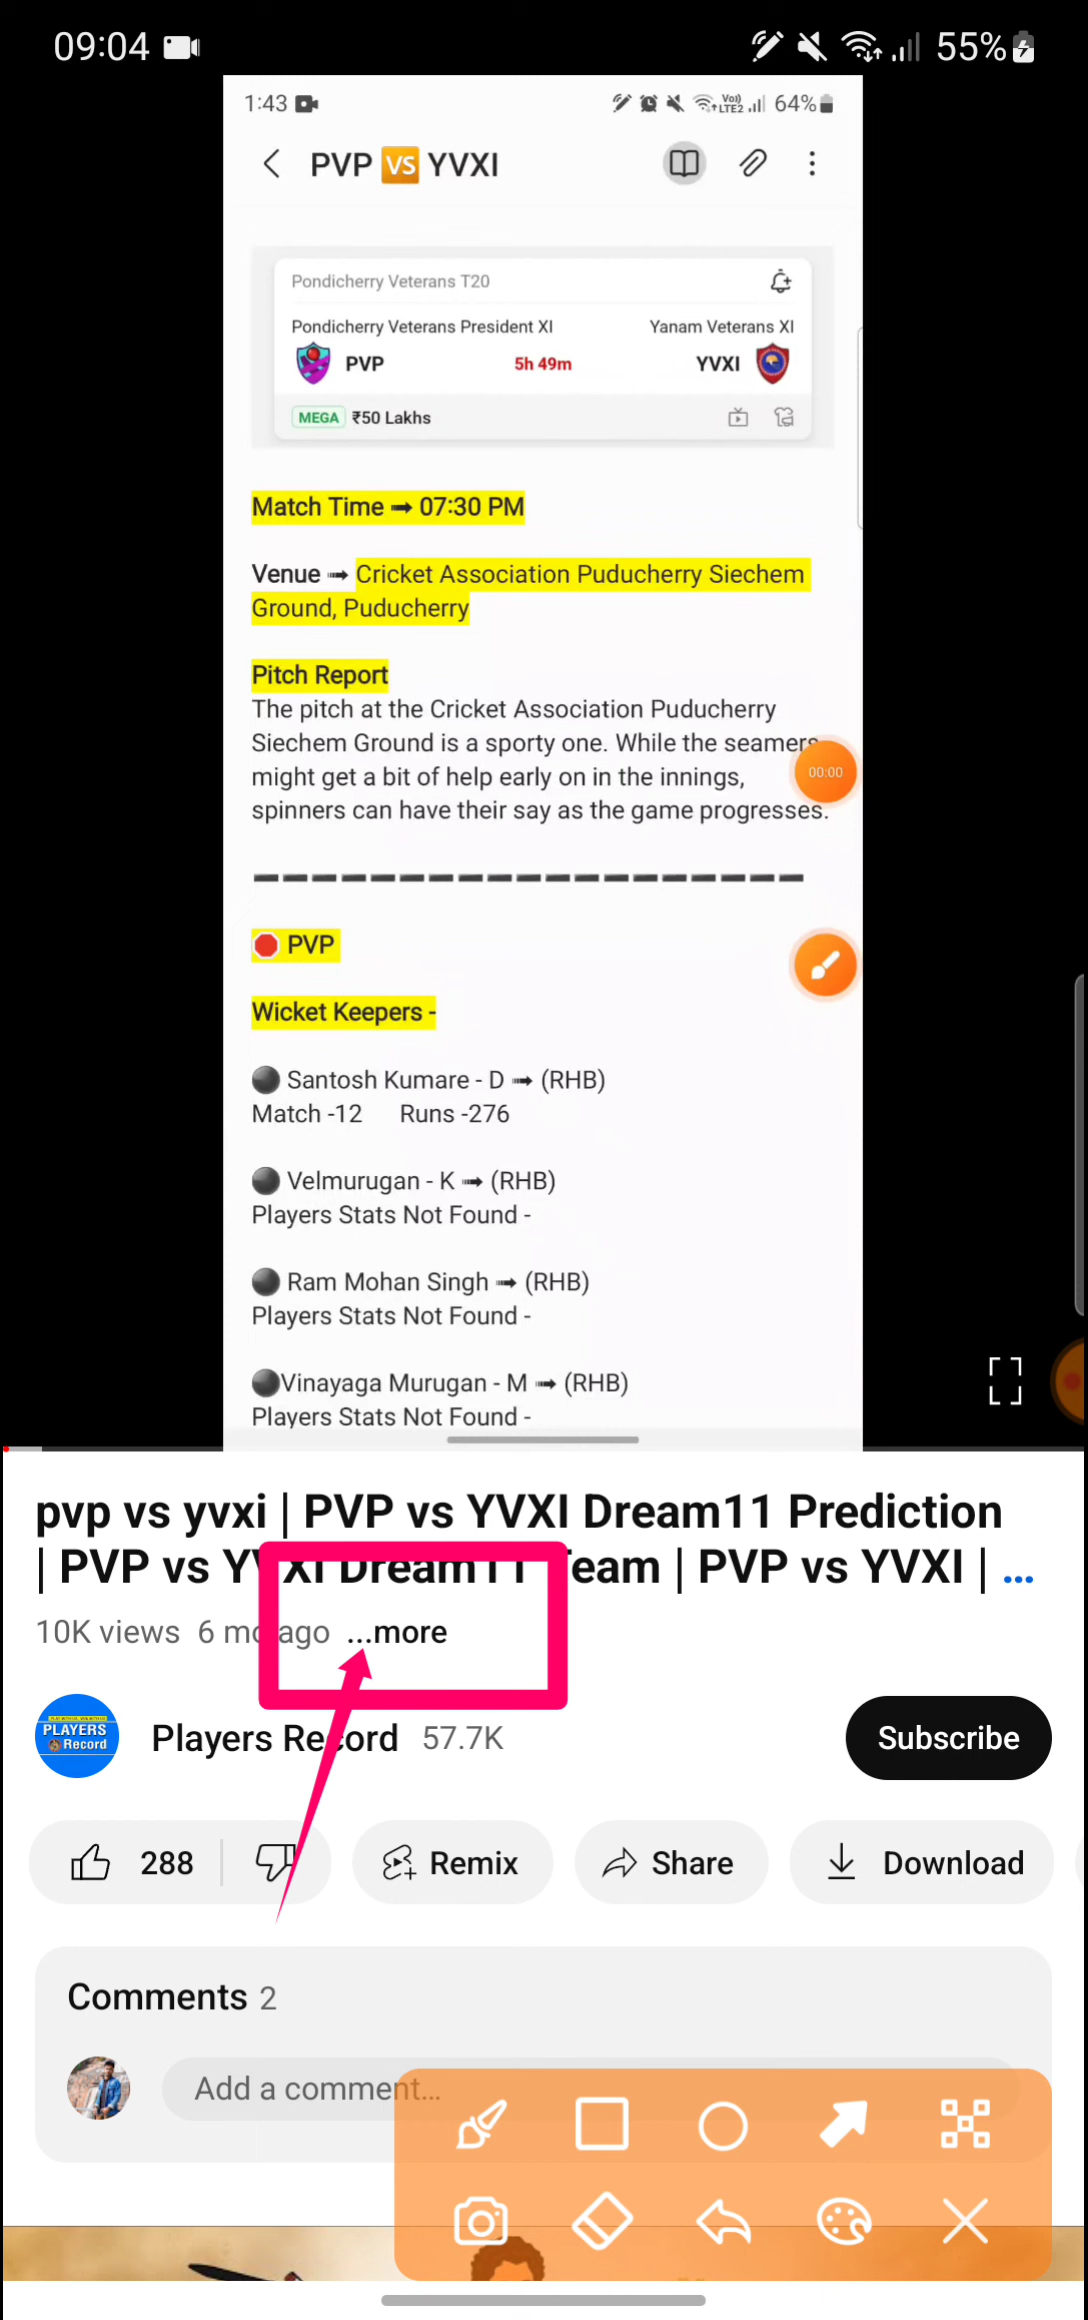 09:04 55%
1:43 Vo)) LTE2 64%
PVP VS YVXI
Pondicherry Veterans T20
Pondicherry Veterans President XI Yanam Veterans XI
PVP 5h 49m YVXI
MEGA ₹50 Lakhs
Match Time ➟ 07:30 PM
Venue ➟ Cricket Association Puducherry Siechem
Ground, Puducherry
Pitch Report
The pitch at the Cricket Association Puducherry
Siechem Ground is a sporty one. While the seamers
might get a bit of help early on in the innings,
spinners can have their say as the game progresses.
00:00
PVP
Wicket Keepers -
Santosh Kumare - D ➟ (RHB)
Match -12 Runs -276
Velmurugan - K ➟ (RHB)
Players Stats Not Found -
Ram Mohan Singh ➟ (RHB)
Players Stats Not Found -
Vinayaga Murugan - M ➟ (RHB)
Players Stats Not Found -
pvp vs yvxi | PVP vs YVXI Dream11 Prediction
| PVP vs YVXI Dream11 Team | PVP vs YVXI | ...
10K views 6 mo ago ...more
PLAYERS
Record
Players Record 57.7K
Subscribe
288 Remix Share Download
Comments 2
Add a comment...